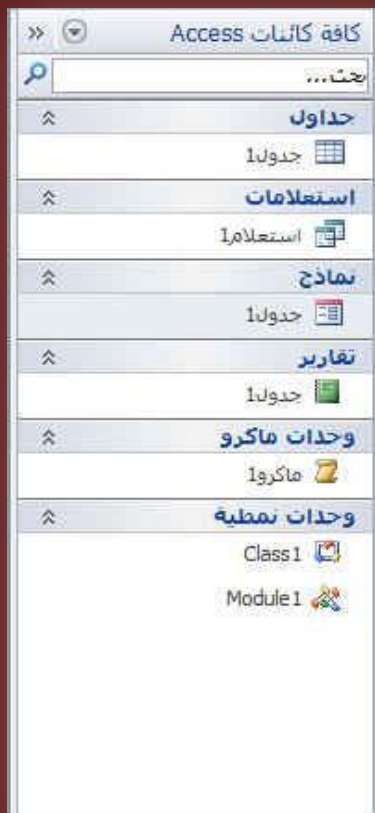 كافة كائنات Access
بحث...
جداول
جدول1
استعلامات
استعلام1
نماذج
جدول1
تقارير
جدول1
وحدات ماكرو
ماكرو1
وحدات نمطية
Class1
Module1